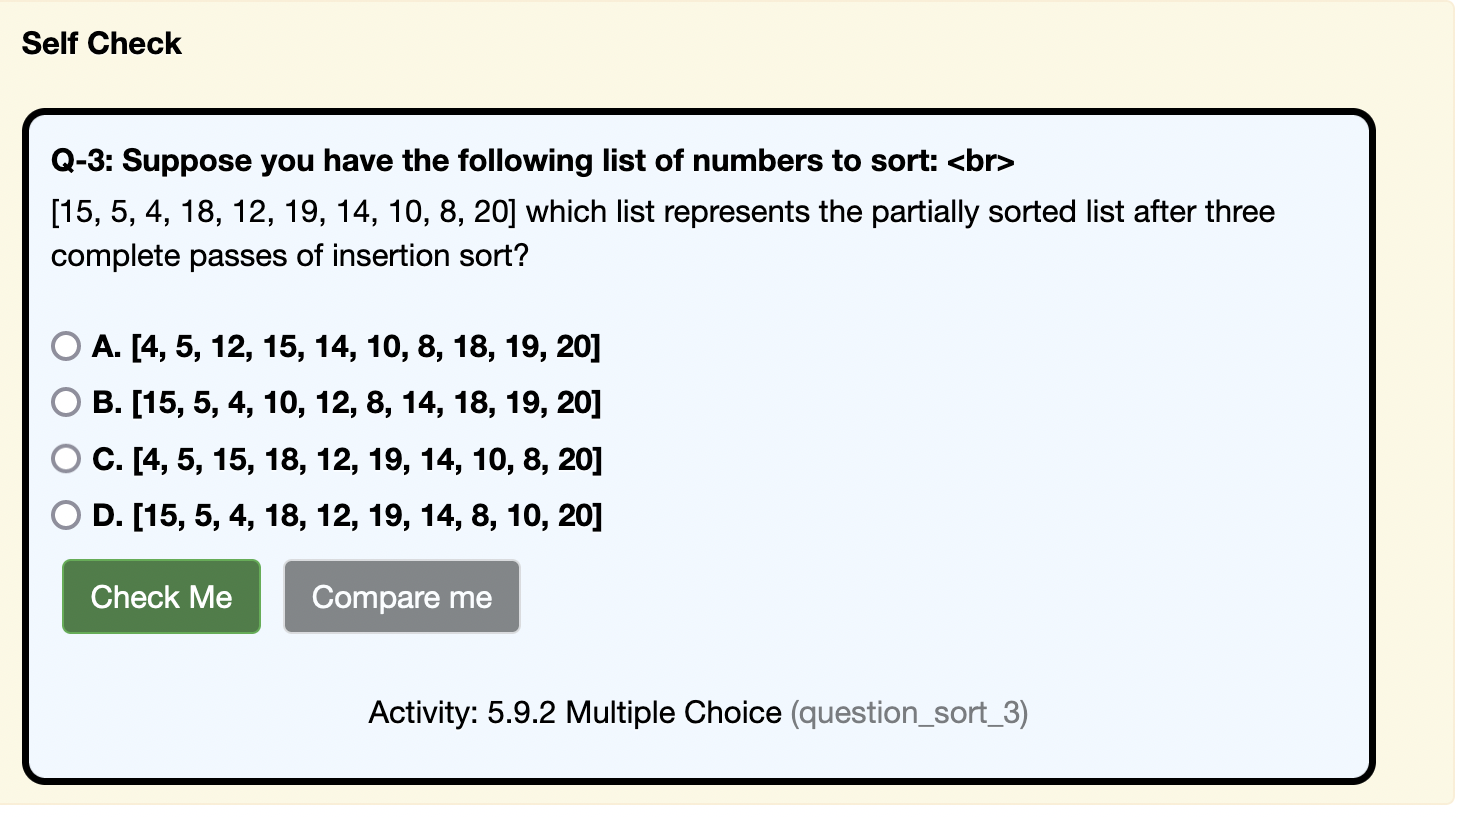 Self Check
Q-3: Suppose you have the following list of numbers to sort: <br>
[15, 5, 4, 18, 12, 19, 14, 10, 8, 20] which list represents the partially sorted list after three
complete passes of insertion sort?
A. [4, 5, 12, 15, 14, 10, 8, 18, 19, 20]
B. [15, 5, 4, 10, 12, 8, 14, 18, 19, 20]
C. [4, 5, 15, 18, 12, 19, 14, 10, 8, 20]
D. [15, 5, 4, 18, 12, 19, 14, 8, 10, 20]
Check Me Compare me
Activity: 5.9.2 Multiple Choice (question_sort_3)